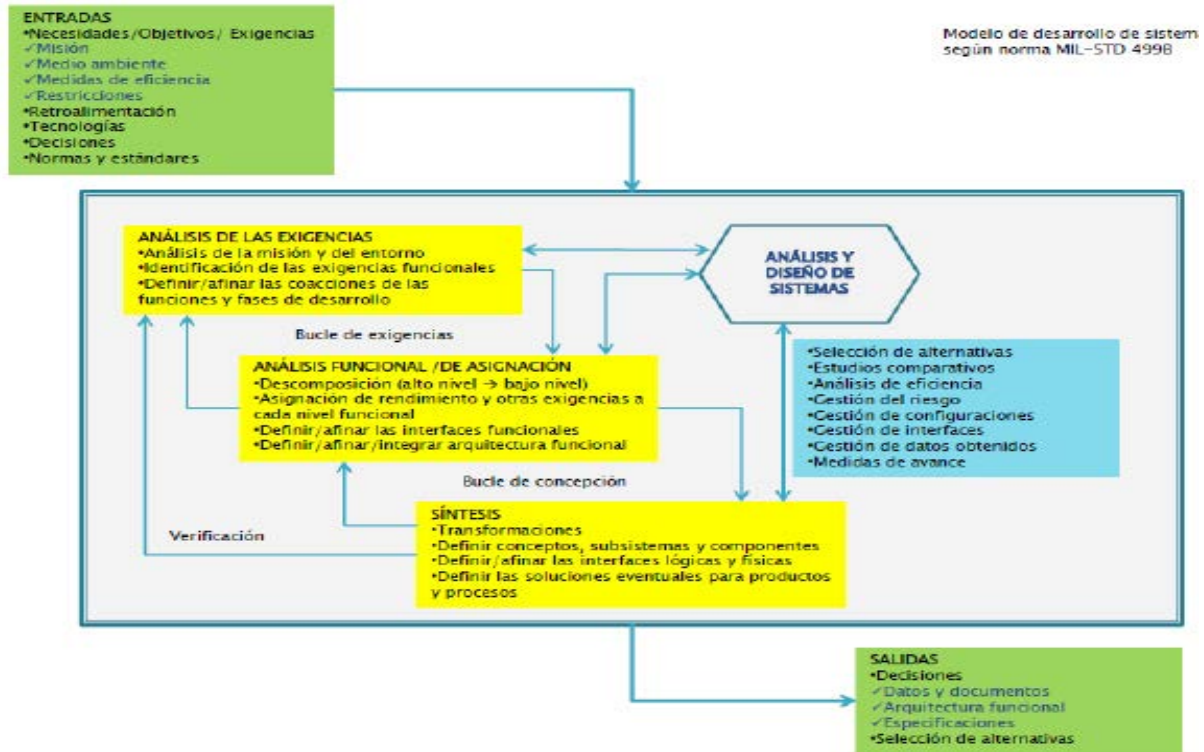 ENTRADAS
•Necesidades/Objetivos/ Exigencias
✓Misión
✓Medio ambiente
✓Medidas de eficiencia
✓Restricciones
•Retroalimentación
•Tecnologías
•Decisiones
•Normas y estándares
Modelo de desarrollo de sistema
según norma MIL-STD 499B
ANÁLISIS DE LAS EXIGENCIAS
•Análisis de la misión y del entorno
•Identificación de las exigencias funcionales
•Definir/afinar las coacciones de las
funciones y fases de desarrollo
ANÁLISIS Y
DISEÑO DE
SISTEMAS
Bucle de exigencias
ANÁLISIS FUNCIONAL /DE ASIGNACIÓN
•Descomposición (alto nivel → bajo nivel)
•Asignación de rendimiento y otras exigencias a
cada nivel funcional
•Definir/afinar las interfaces funcionales
•Definir/afinar/integrar arquitectura funcional
•Selección de alternativas
•Estudios comparativos
•Análisis de eficiencia
•Gestión del riesgo
•Gestión de configuraciones
•Gestión de interfaces
•Gestión de datos obtenidos
•Medidas de avance
Bucle de concepción
Verificación
SÍNTESIS
•Transformaciones
•Definir conceptos, subsistemas y componentes
•Definir/afinar las interfaces lógicas y físicas
•Definir las soluciones eventuales para productos
y procesos
SALIDAS
•Decisiones
✓Datos y documentos
✓Arquitectura funcional
✓Especificaciones
•Selección de alternativas